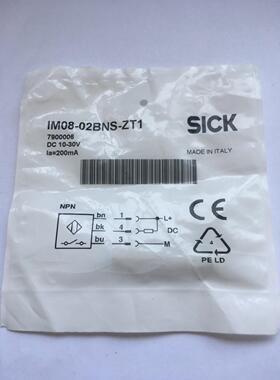 IM08-02BNS-ZT1
7900006
DC 10-30V
Ia=200mA
SICK
MADE IN ITALY
NPN
bn 1 L+
bk 4 DC
bu 3 M
CE
4
PE LD